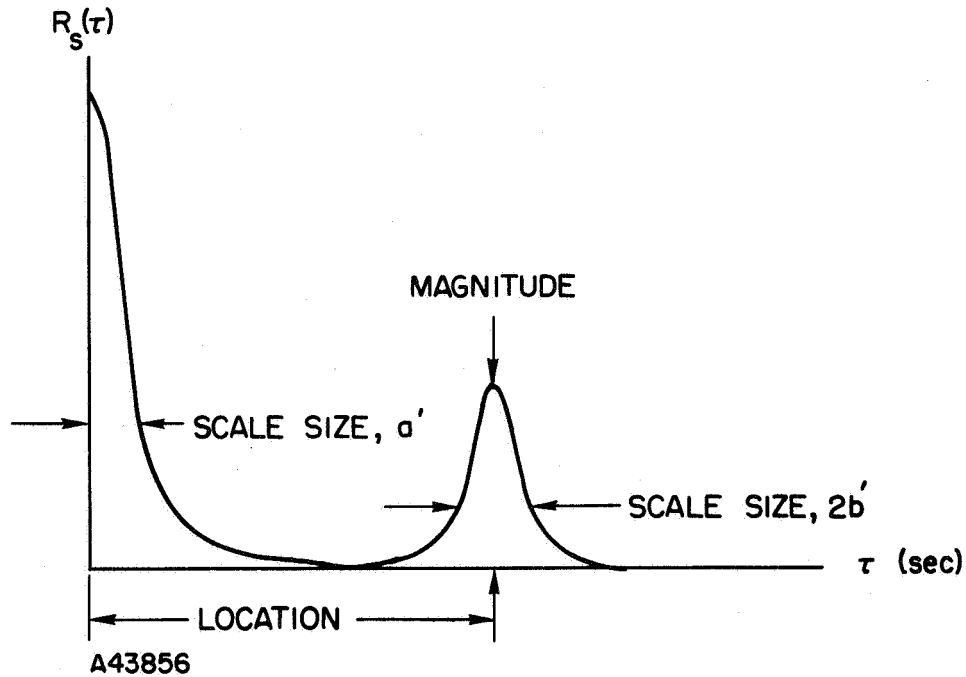 R_s(τ)
MAGNITUDE
SCALE SIZE, a′
SCALE SIZE, 2b′
τ (sec)
LOCATION
A43856